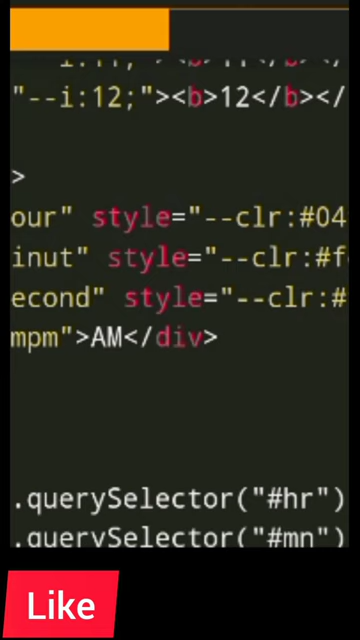 "--i:12;"><b>12</b></
>
our" style="--clr:#04
inut" style="--clr:#f
econd" style="--clr:#
mpm">AM</div>
.querySelector("#hr")
.querySelector("#mn")
Like